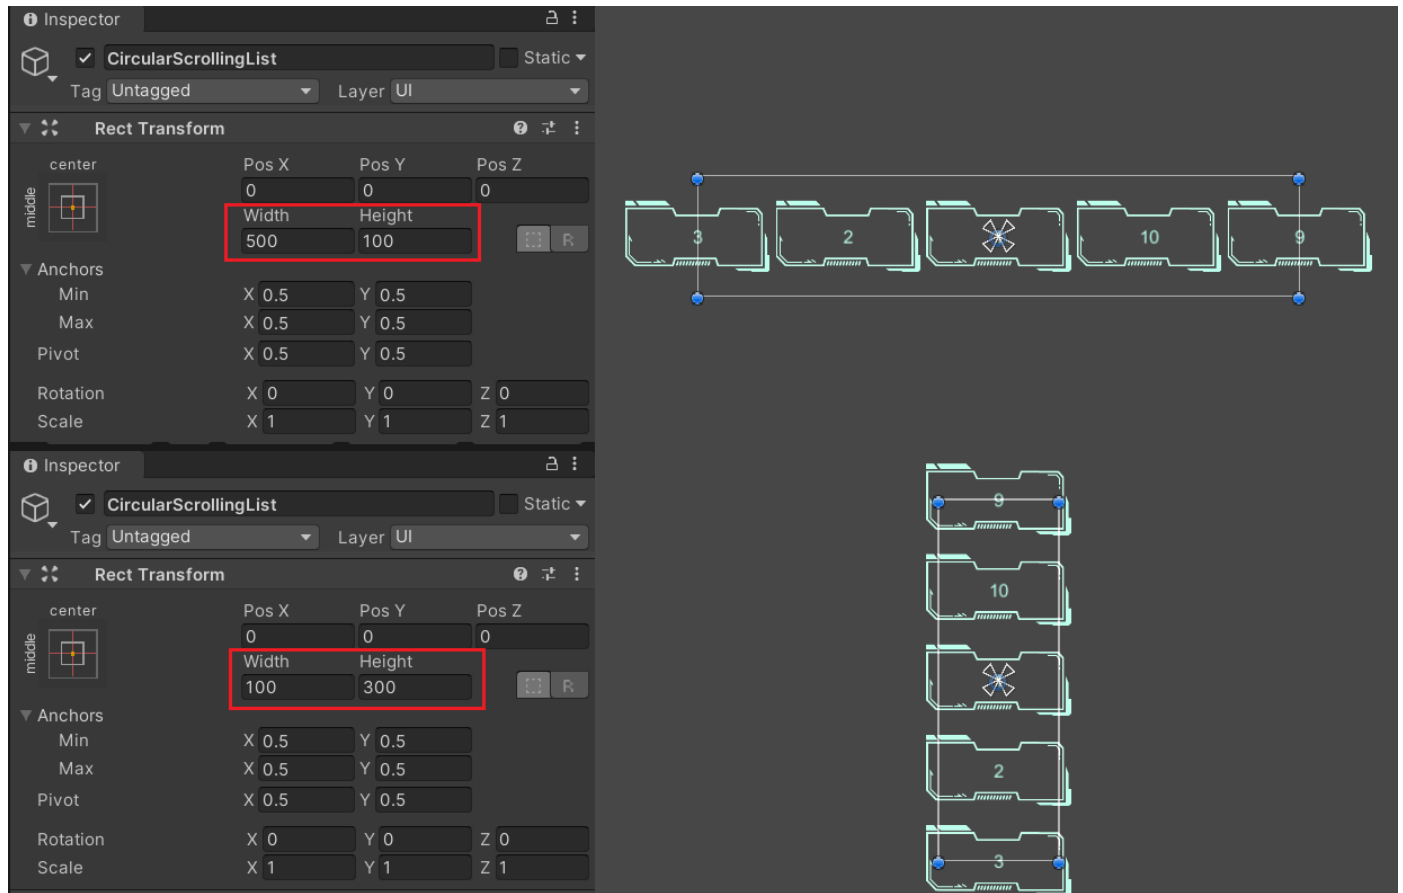 Inspector
CircularScrollingList
Static
Tag Untagged
Layer UI
Rect Transform
center
middle
Pos X Pos Y Pos Z
0 0 0
Width Height
500 100
R
Anchors
Min X 0.5 Y 0.5
Max X 0.5 Y 0.5
Pivot X 0.5 Y 0.5
Rotation X 0 Y 0 Z 0
Scale X 1 Y 1 Z 1
3 2 10 9
Inspector
CircularScrollingList
Static
Tag Untagged
Layer UI
Rect Transform
center
middle
Pos X Pos Y Pos Z
0 0 0
Width Height
100 300
R
Anchors
Min X 0.5 Y 0.5
Max X 0.5 Y 0.5
Pivot X 0.5 Y 0.5
Rotation X 0 Y 0 Z 0
Scale X 1 Y 1 Z 1
9
10
2
3